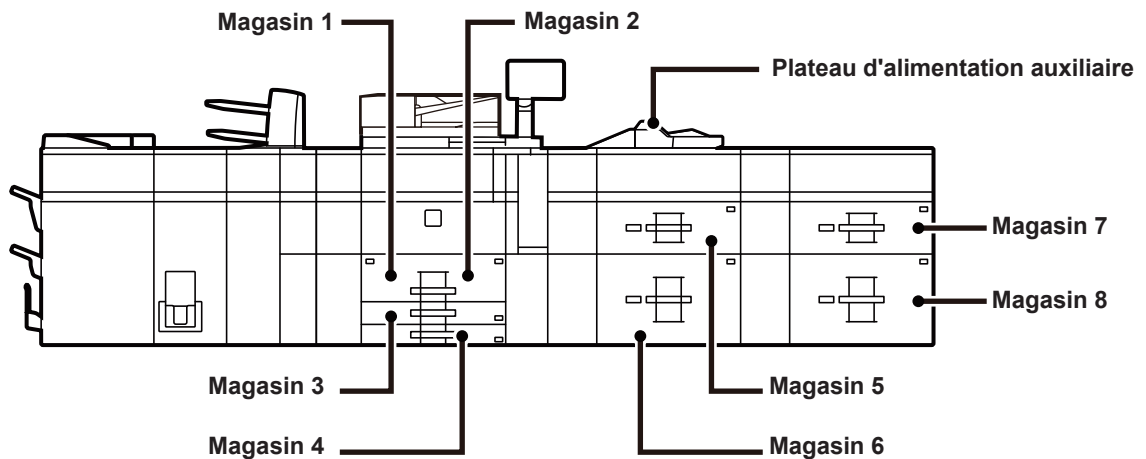 Magasin 1
Magasin 2
Plateau d'alimentation auxiliaire
Magasin 7
Magasin 8
Magasin 3
Magasin 5
Magasin 4
Magasin 6